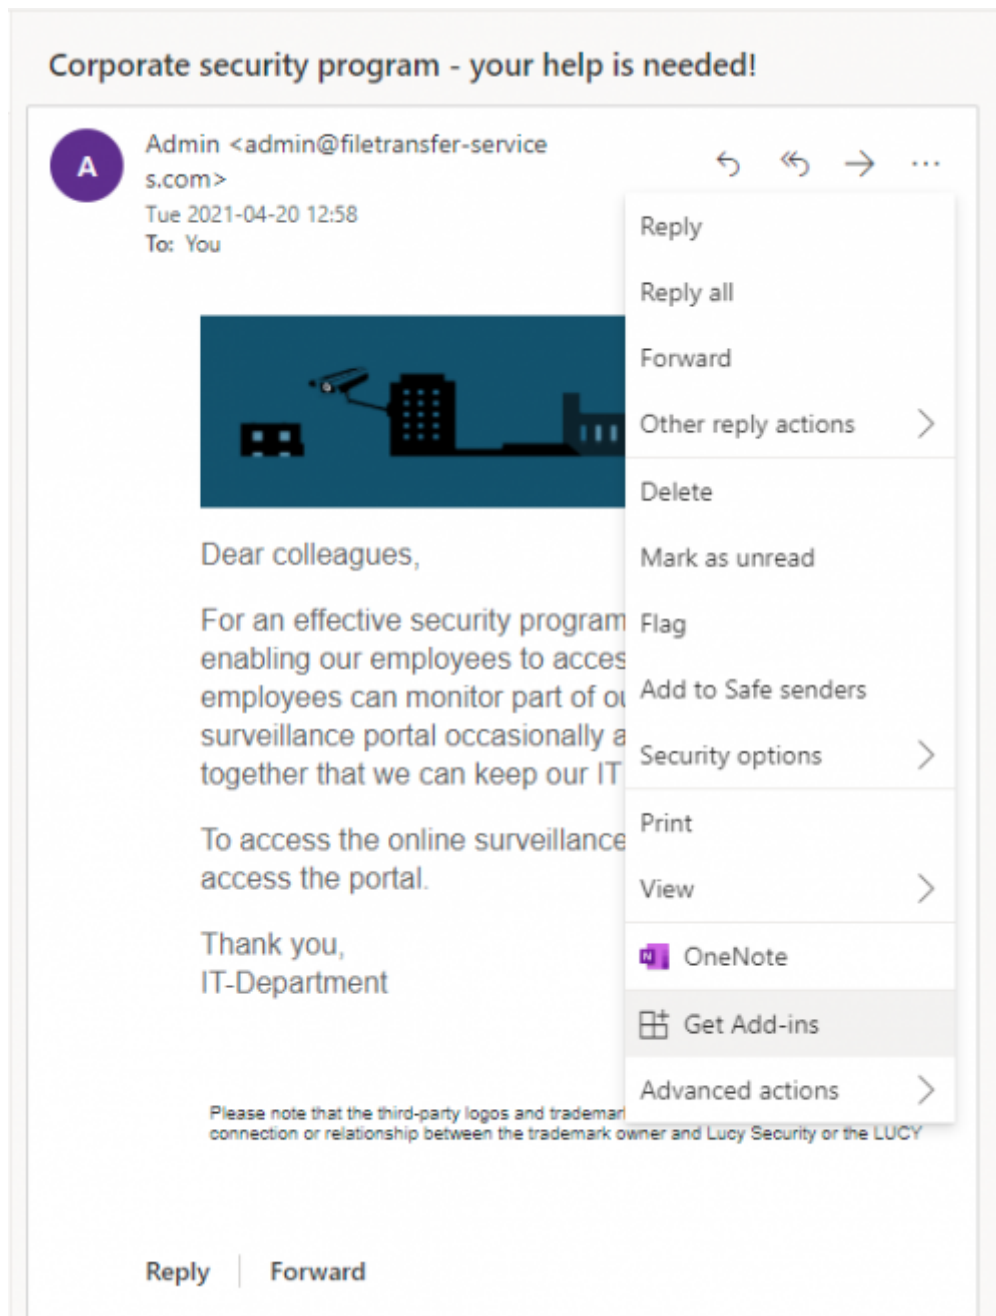 Corporate security program - your help is needed!
A
Admin <admin@filetransfer-service
s.com>
Tue 2021-04-20 12:58
To: You
Reply
Reply all
Forward
Other reply actions
Delete
Mark as unread
Flag
Add to Safe senders
Security options
Print
View
N OneNote
Get Add-ins
Advanced actions
Dear colleagues,
For an effective security program
enabling our employees to acces
employees can monitor part of ou
surveillance portal occasionally a
together that we can keep our IT
To access the online surveillance
access the portal.
Thank you,
IT-Department
Please note that the third-party logos and trademar
connection or relationship between the trademark owner and Lucy Security or the LUCY
Reply
Forward